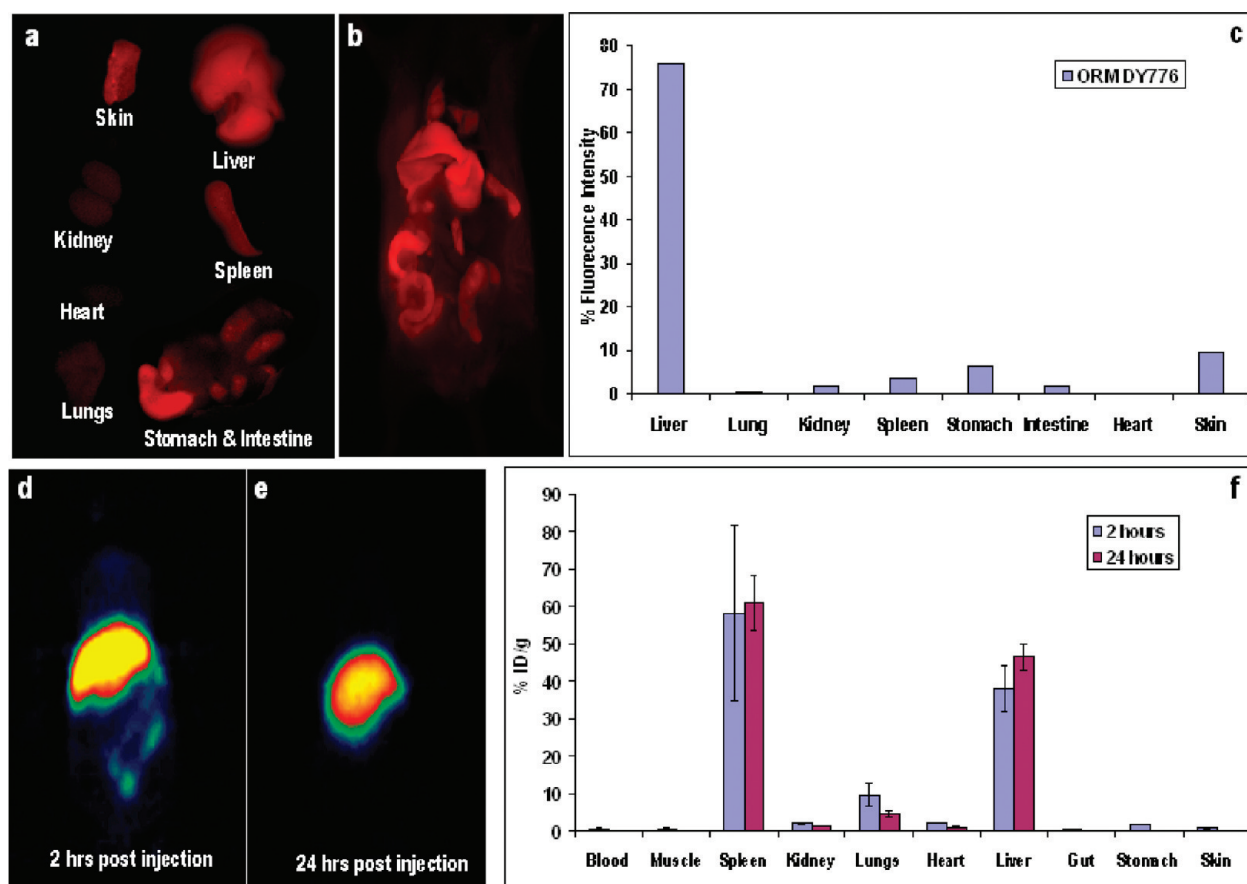 a
Skin
Liver
Kidney
Spleen
Heart
Lungs
Stomach & Intestine
b
c
% Fluorecence Intensity
80
70
60
50
80
30
20
10
0
ORMDY776
Liver Lung Kidney Spleen Stomach Intestine Heart Skin
d
2 hrs post injection
e
24 hrs post injection
f
% ID/g
90
80
70
60
50
40
30
20
10
0
2 hours
24 hours
Blood Muscle Spleen Kidney Lungs Heart Liver Gut Stomach Skin